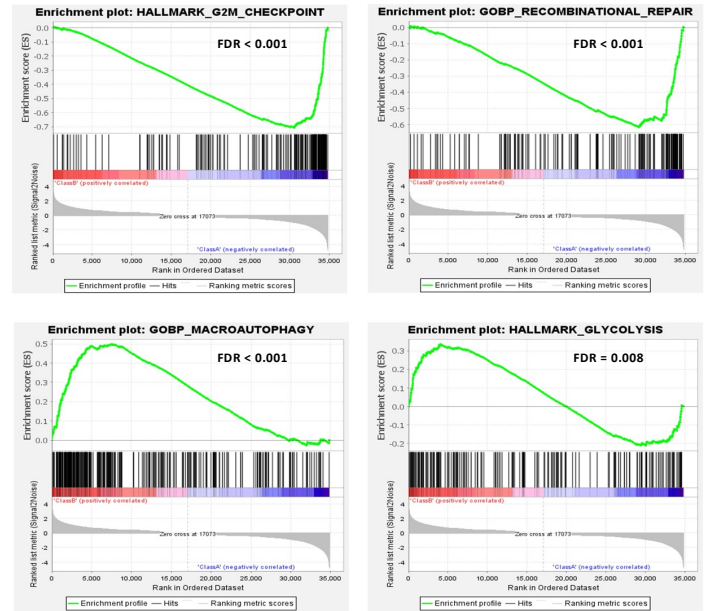 Enrichment plot: HALLMARK_G2M_CHECKPOINT
FDR < 0.001
Enrichment score (ES)
0.0
-0.1
-0.2
-0.3
-0.4
-0.5
-0.6
-0.7
'ClassB' (positively correlated)
Ranked list metric (Signal2Noise)
4
2
0
-2
-4
Zero cross at 17073
'ClassA' (negatively correlated)
0 5,000 10,000 15,000 20,000 25,000 30,000 35,000
Rank in Ordered Dataset
Enrichment profile Hits Ranking metric scores
Enrichment plot: GOBP_RECOMBINATIONAL_REPAIR
FDR < 0.001
Enrichment score (ES)
0.0
-0.1
-0.2
-0.3
-0.4
-0.5
-0.6
'ClassB' (positively correlated)
Ranked list metric (Signal2Noise)
4
2
0
-2
-4
Zero cross at 17073
'ClassA' (negatively correlated)
0 5,000 10,000 15,000 20,000 25,000 30,000 35,000
Rank in Ordered Dataset
Enrichment profile Hits Ranking metric scores
Enrichment plot: GOBP_MACROAUTOPHAGY
FDR < 0.001
Enrichment score (ES)
0.5
0.4
0.3
0.2
0.1
0.0
'ClassB' (positively correlated)
Ranked list metric (Signal2Noise)
4
2
0
-2
-4
Zero cross at 17073
'ClassA' (negatively correlated)
0 5,000 10,000 15,000 20,000 25,000 30,000 35,000
Rank in Ordered Dataset
Enrichment profile Hits Ranking metric scores
Enrichment plot: HALLMARK_GLYCOLYSIS
FDR = 0.008
Enrichment score (ES)
0.3
0.2
0.1
0.0
-0.1
-0.2
'ClassB' (positively correlated)
Ranked list metric (Signal2Noise)
4
2
0
-2
-4
Zero cross at 17073
'ClassA' (negatively correlated)
0 5,000 10,000 15,000 20,000 25,000 30,000 35,000
Rank in Ordered Dataset
Enrichment profile Hits Ranking metric scores